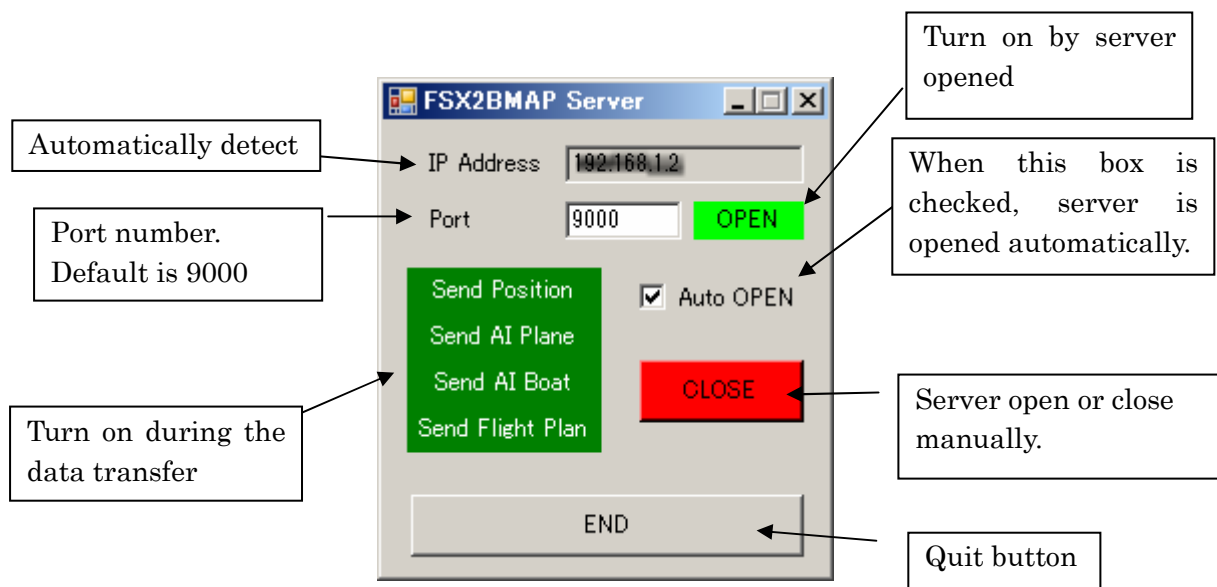 Turn on by server
opened
FSX2BMAP Server
Automatically detect
IP Address 192.168.1.2
When this box is
checked, server is
opened automatically.
Port number.
Default is 9000
Port 9000 OPEN
Send Position
Auto OPEN
Send AI Plane
Send AI Boat
CLOSE
Send Flight Plan
Server open or close
manually.
Turn on during the
data transfer
END
Quit button